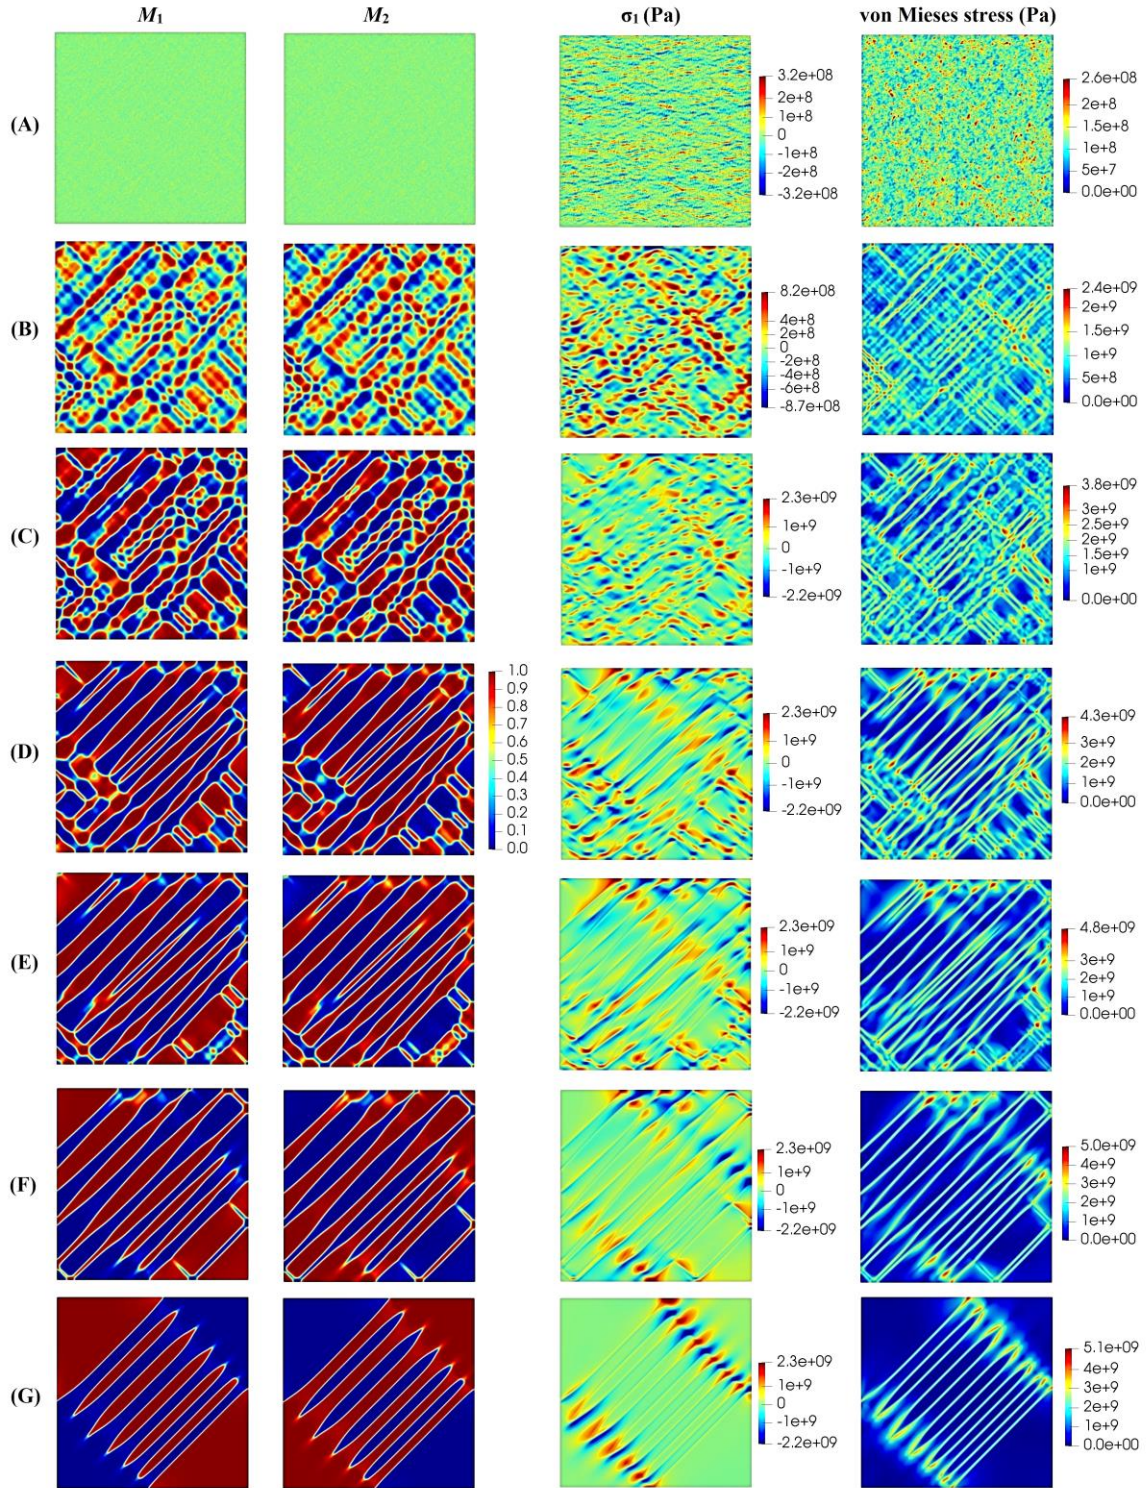 M1 M2 σ1 (Pa) von Mieses stress (Pa)
(A)
3.2e+08
2e+8
1e+8
0
-1e+8
-2e+8
-3.2e+08
2.6e+08
2e+8
1.5e+8
1e+8
5e+7
0.0e+00
(B)
8.2e+08
4e+8
2e+8
0
-2e+8
-4e+8
-6e+8
-8.7e+08
2.4e+09
2e+9
1.5e+9
1e+9
5e+8
0.0e+00
(C)
2.3e+09
1e+9
0
-1e+9
-2.2e+09
3.8e+09
3e+9
2.5e+9
2e+9
1.5e+9
1e+9
0.0e+00
(D)
1.0
0.9
0.8
0.7
0.6
0.5
0.4
0.3
0.2
0.1
0.0
2.3e+09
1e+9
0
-1e+9
-2.2e+09
4.3e+09
3e+9
2e+9
1e+9
0.0e+00
(E)
2.3e+09
1e+9
0
-1e+9
-2.2e+09
4.8e+09
3e+9
2e+9
1e+9
0.0e+00
(F)
2.3e+09
1e+9
0
-1e+9
-2.2e+09
5.0e+09
4e+9
3e+9
2e+9
1e+9
0.0e+00
(G)
2.3e+09
1e+9
0
-1e+9
-2.2e+09
5.1e+09
4e+9
3e+9
2e+9
1e+9
0.0e+00